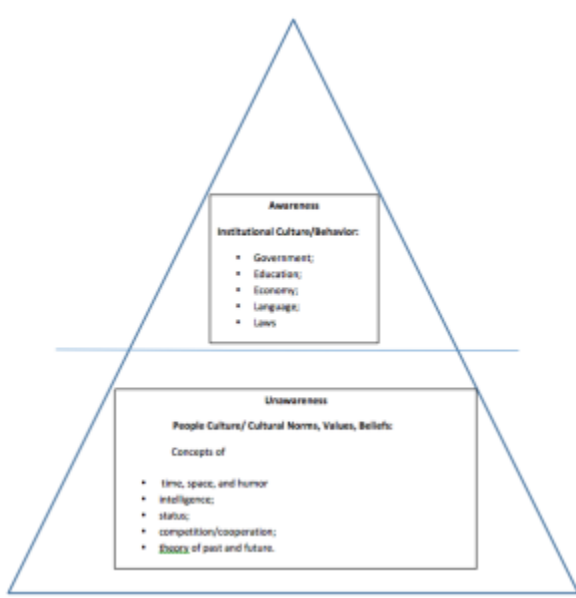 Awareness
Institutional Culture/Behavior:
▪ Government;
▪ Education;
▪ Economy;
▪ Language;
▪ Laws
Unawareness
People Culture/ Cultural Norms, Values, Beliefs:
Concepts of
▪ time, space, and humor
▪ intelligence;
▪ status;
▪ competition/cooperation;
▪ theory of past and future.